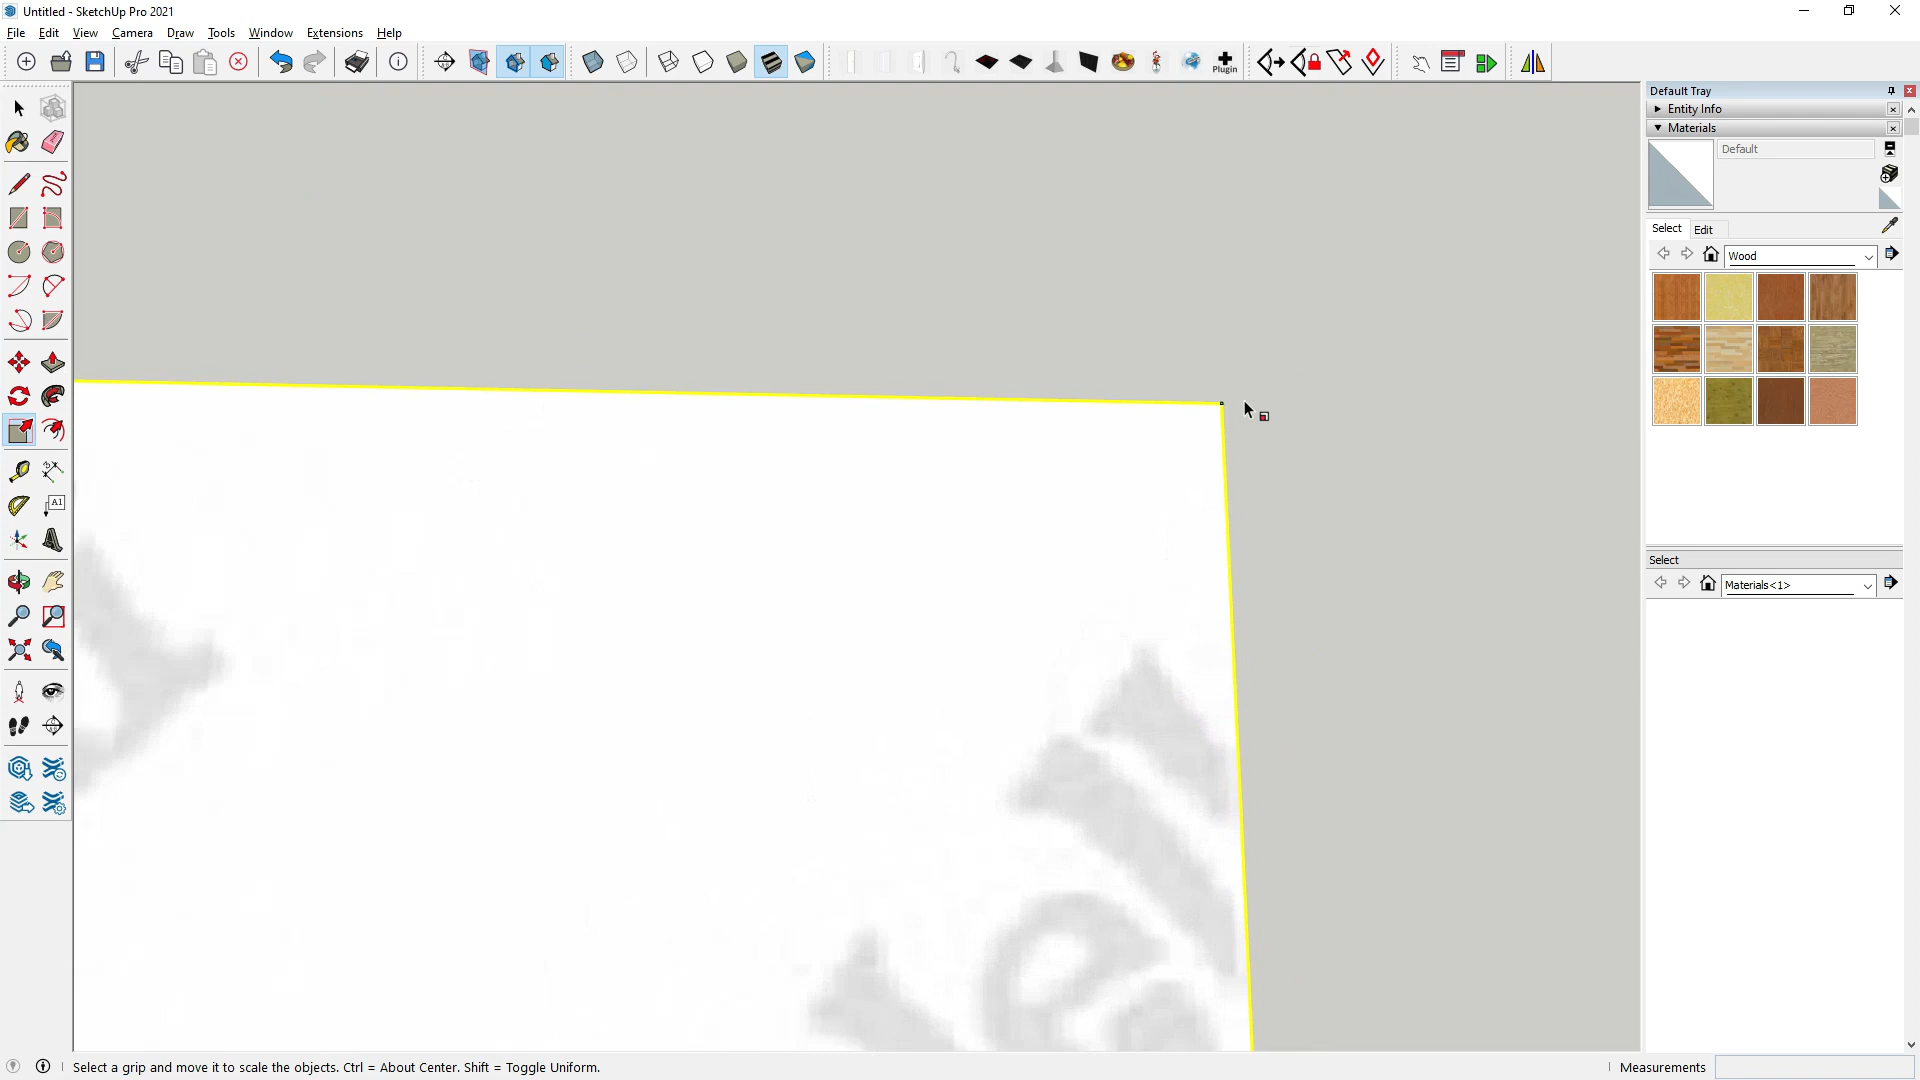 Untitled - SketchUp Pro 2021
File Edit View Camera Draw Tools Window Extensions Help
Plugin
Default Tray
Entity Info
Materials
Default
Select Edit
Wood
A1
Select
Materials<1>
e
Select a grip and move it to scale the objects. Ctrl = About Center. Shift = Toggle Uniform.
Measurements